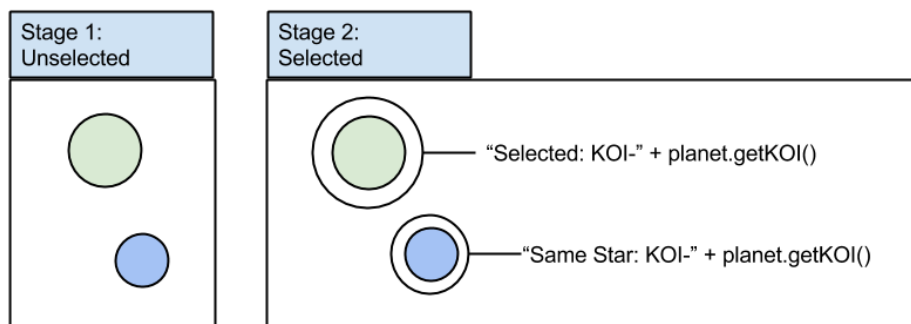 Stage 1:
Unselected
Stage 2:
Selected
“Selected: KOI-” + planet.getKOI()
“Same Star: KOI-” + planet.getKOI()